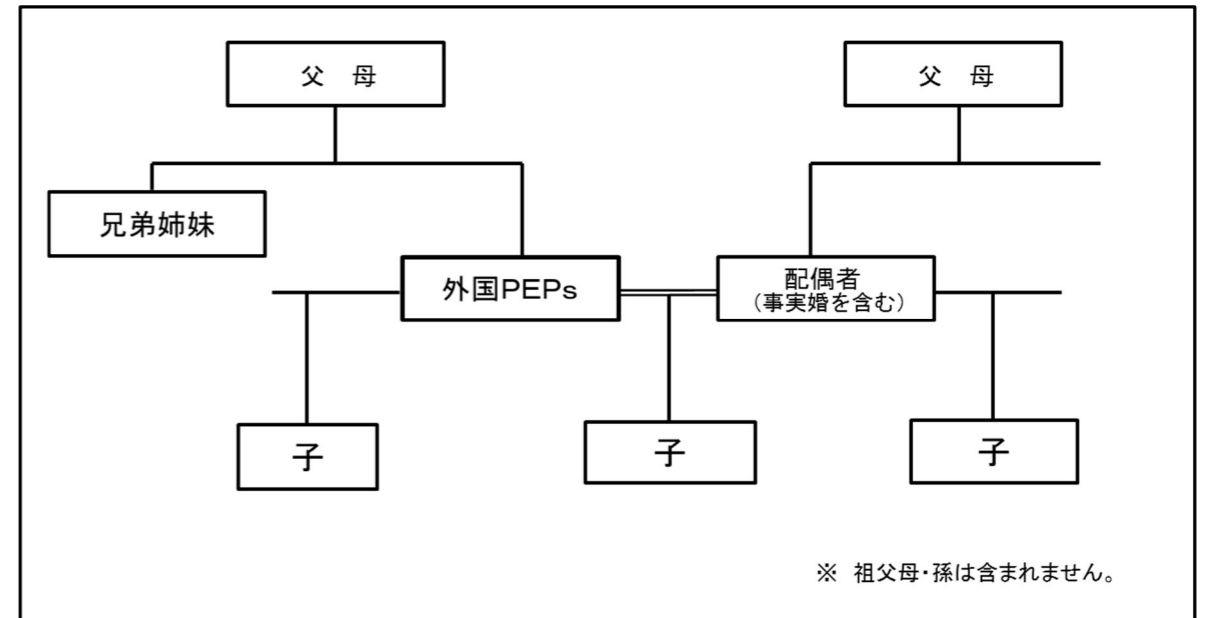 父　母
父　母
兄弟姉妹
外国PEPs
配偶者
（事実婚を含む）
子
子
子
※　祖父母・孫は含まれません。